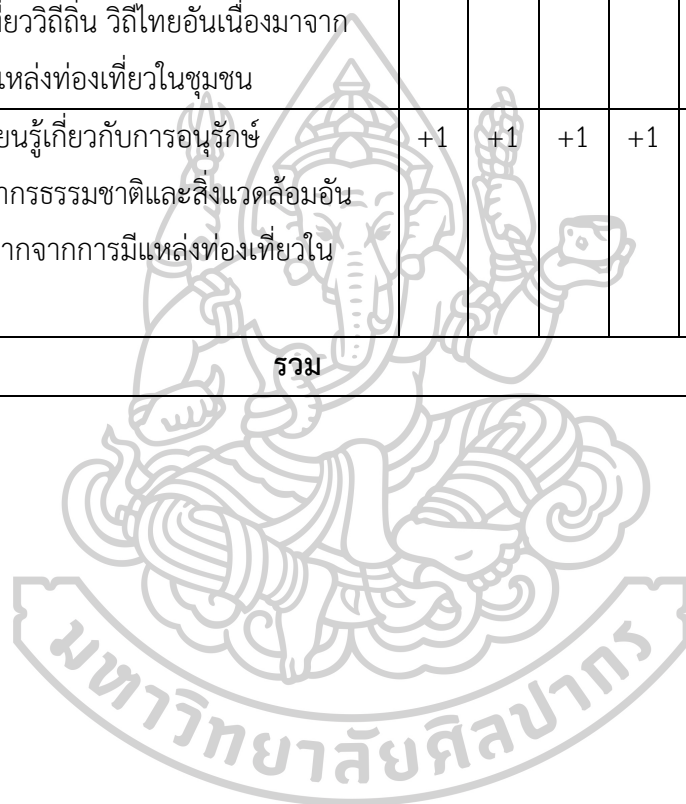 ที่ยววิถีถิ่น วิถีไทยอันเนื่องมาจาก
แหล่งท่องเที่ยวในชุมชน
ยนรู้เกี่ยวกับการอนุรักษ์ +1 +1 +1 +1
ากรธรรมชาติและสิ่งแวดล้อมอัน
ากจากการมีแหล่งท่องเที่ยวใน
รวม
มหาวิทยาลัยศิลปากร